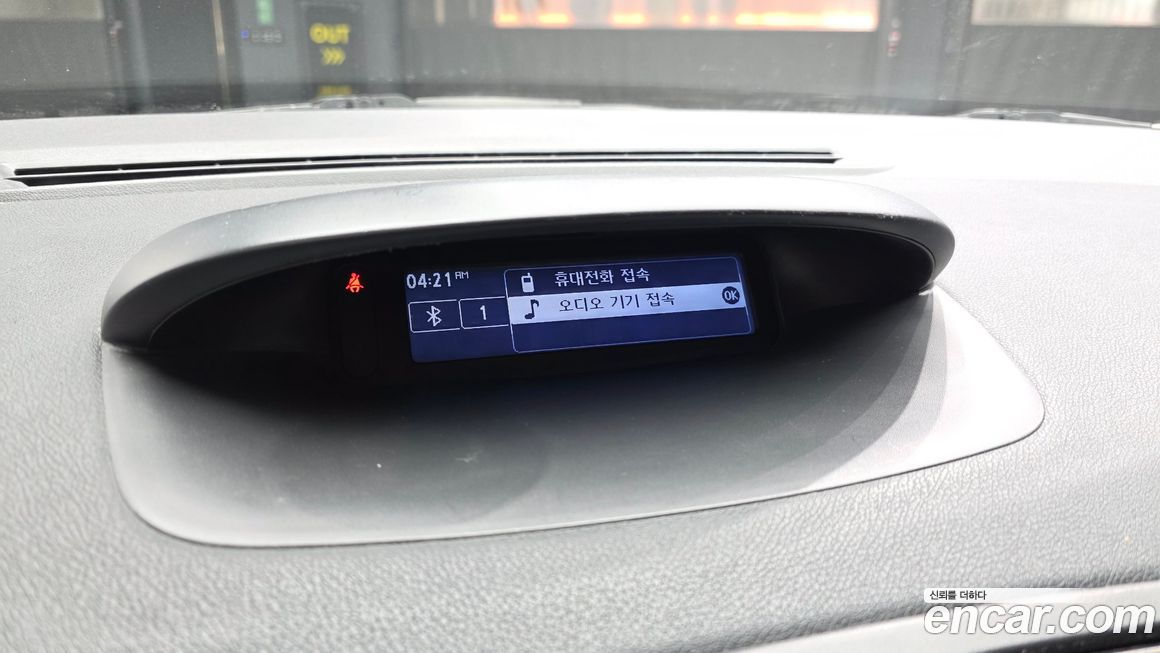 OUT
>>>
04:21 AM
휴대전화 접속
오디오 기기 접속 OK
1
신뢰를 더하다
encar.com